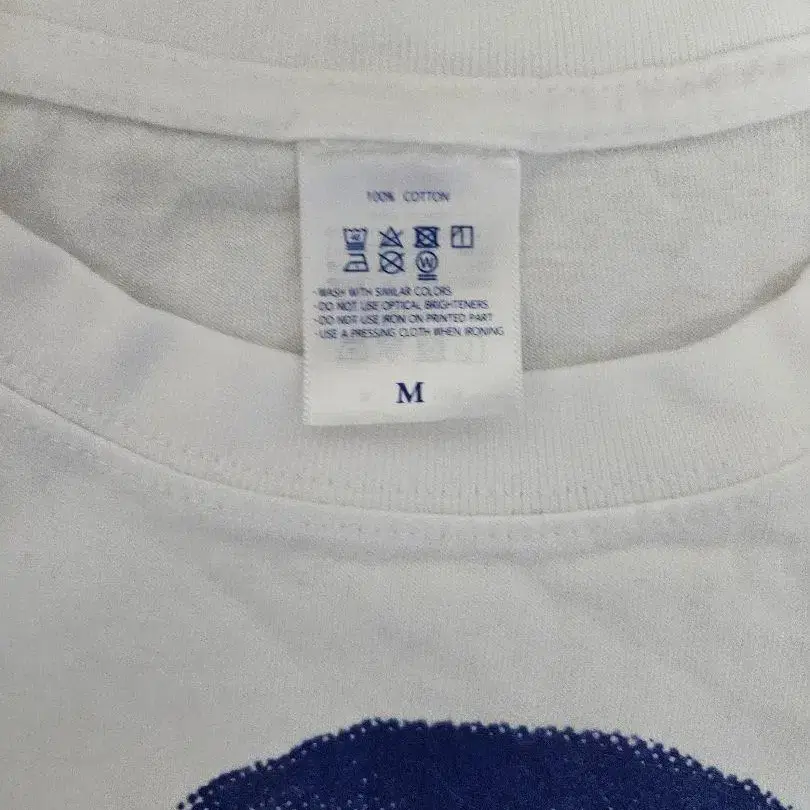 100% COTTON
40
W
·WASH WITH SIMILAR COLORS
·DO NOT USE OPTICAL BRIGHTENERS
·DO NOT USE IRON ON PRINTED PART
·USE A PRESSING CLOTH WHEN IRONING
M